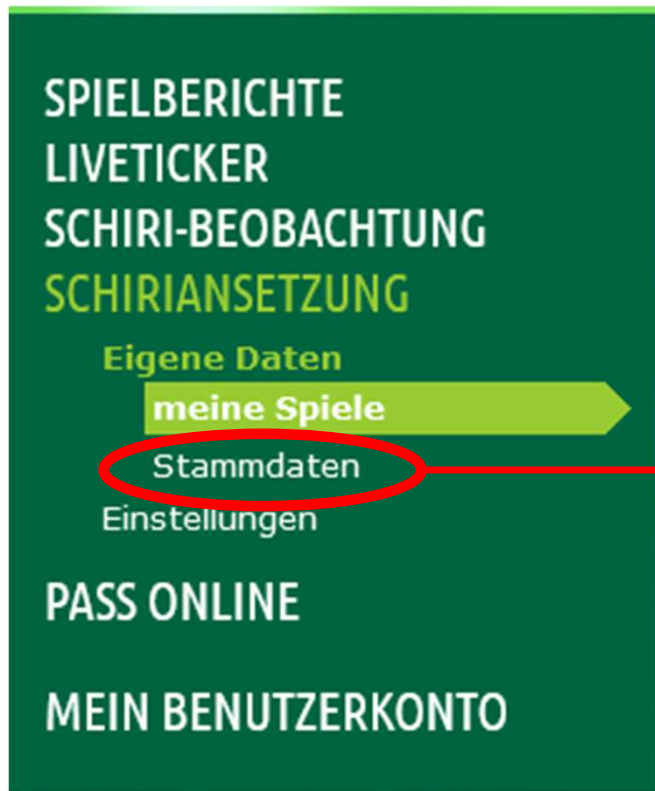 SPIELBERICHTE
LIVETICKER
SCHIRI-BEOBACHTUNG
SCHIRIANSETZUNG
Eigene Daten
meine Spiele
Stammdaten
Einstellungen
PASS ONLINE
MEIN BENUTZERKONTO